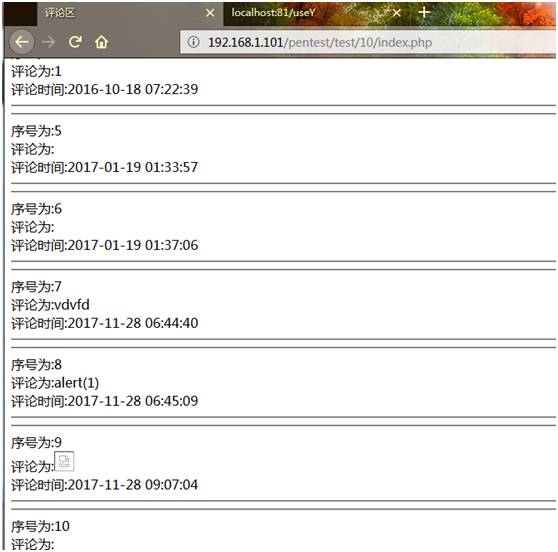 评论区
localhost:81/useY
192.168.1.101/pentest/test/10/index.php
评论为:1
评论时间:2016-10-18 07:22:39
序号为:5
评论为:
评论时间:2017-01-19 01:33:57
序号为:6
评论为:
评论时间:2017-01-19 01:37:06
序号为:7
评论为:vdvfd
评论时间:2017-11-28 06:44:40
序号为:8
评论为:alert(1)
评论时间:2017-11-28 06:45:09
序号为:9
评论为:
评论时间:2017-11-28 09:07:04
序号为:10
评论为: